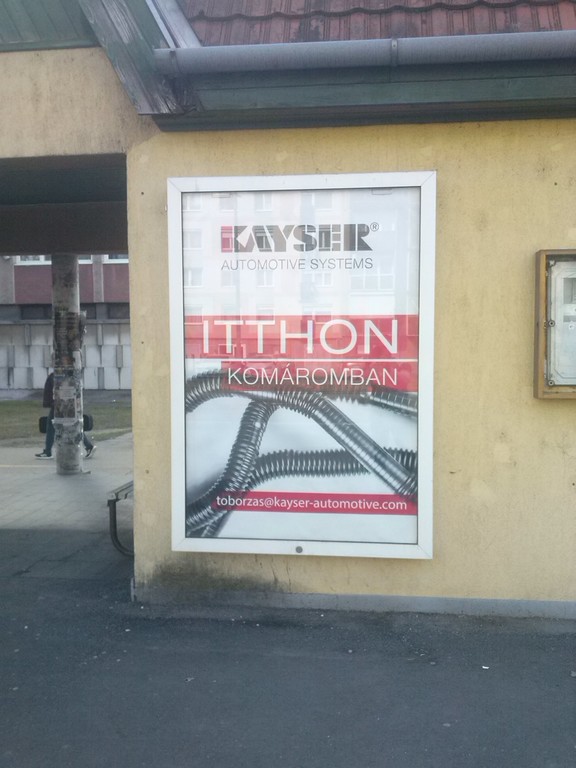 KAYSER®
AUTOMOTIVE SYSTEMS
ITTHON
KOMÁROMBAN
toborzas@kayser-automotive.com